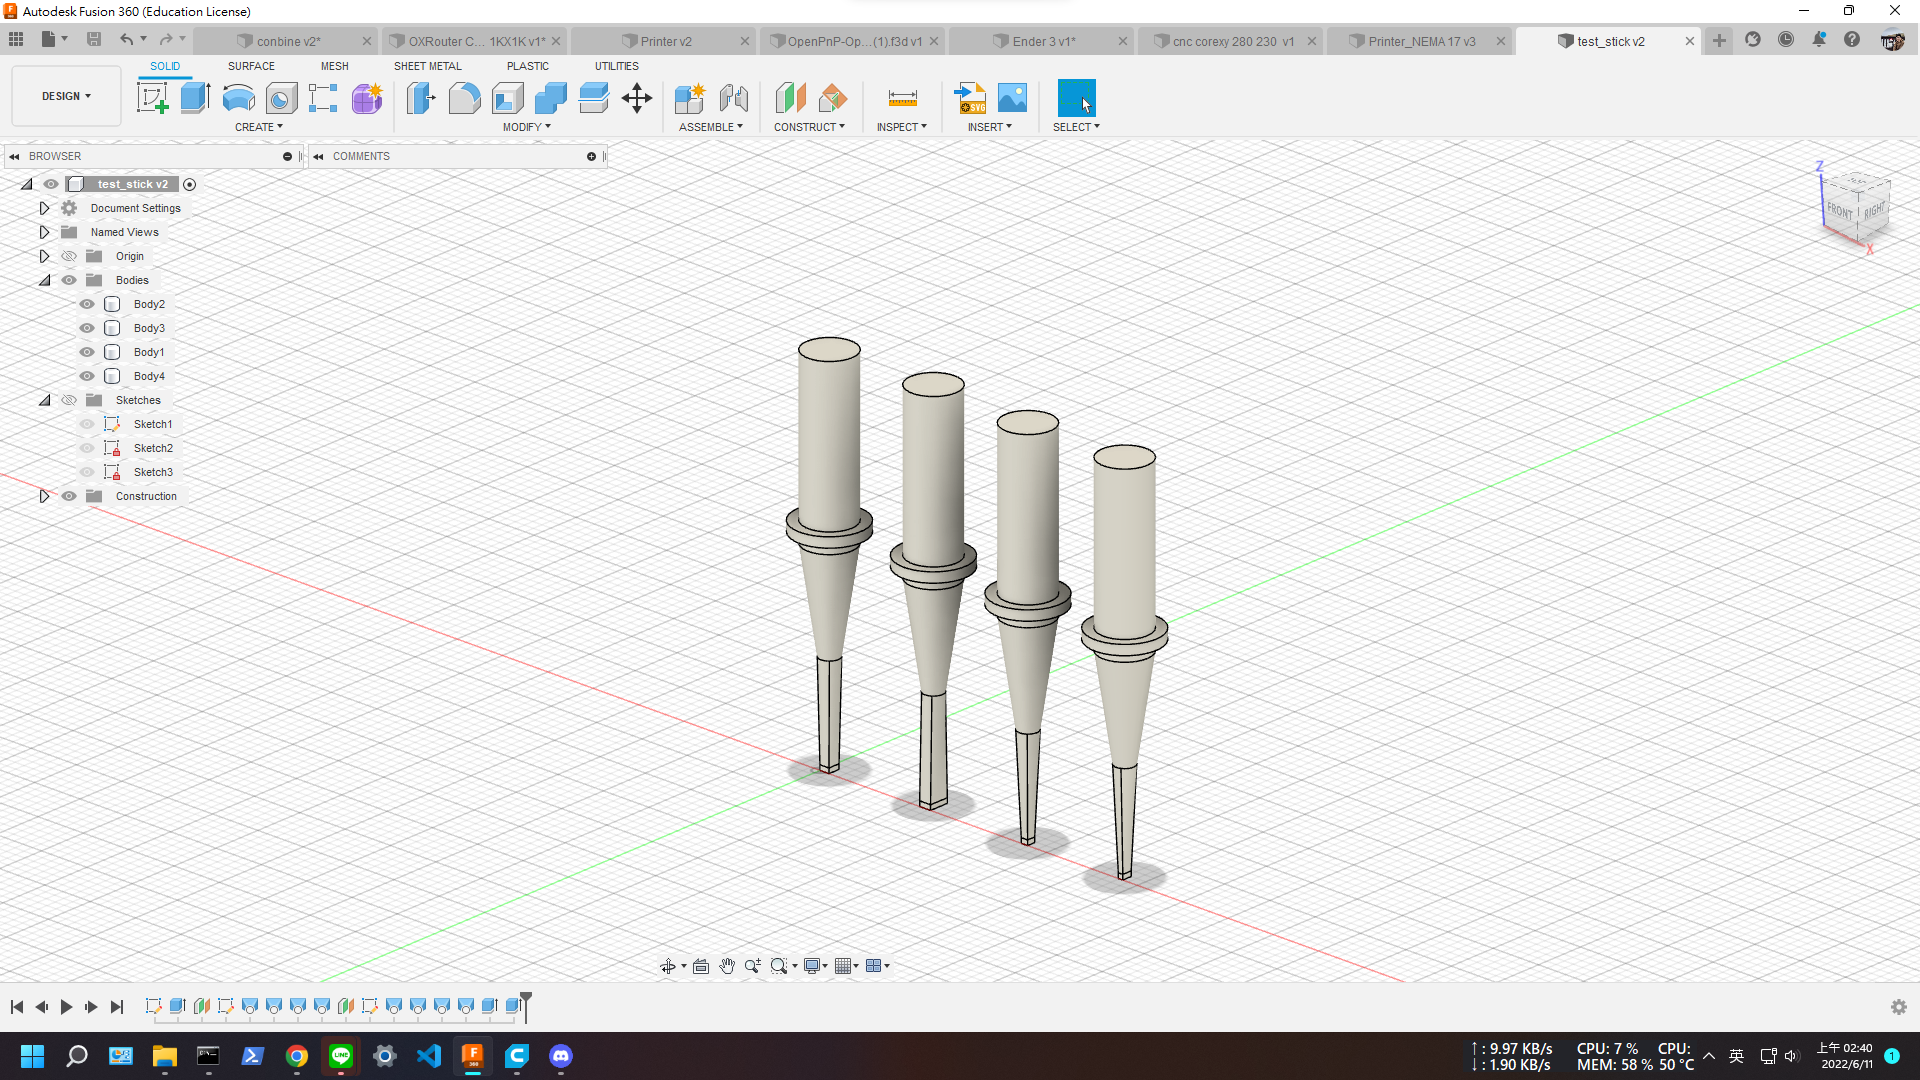 Autodesk Fusion 360 (Education License)
conbine v2*
OXRouter C... 1KX1K v1*
Printer v2
OpenPnP-Op...(1).f3d v1
Ender 3 v1*
cnc corexy 280 230 v1
Printer_NEMA 17 v3
test_stick v2
SOLID
SURFACE
MESH
SHEET METAL
PLASTIC
UTILITIES
DESIGN
CREATE
MODIFY
ASSEMBLE
CONSTRUCT
INSPECT
INSERT
SELECT
SVG
BROWSER
COMMENTS
test_stick v2
Document Settings
Named Views
Origin
Bodies
Body2
Body3
Body1
Body4
Sketches
Sketch1
Sketch2
Sketch3
Construction
Z
FRONT
RIGHT
X
LINE
F
360
↑ : 9.97 KB/s
↓ : 1.90 KB/s
CPU: 7 %
MEM: 58 %
CPU:
50 °C
英
上午 02:40
2022/6/11
1